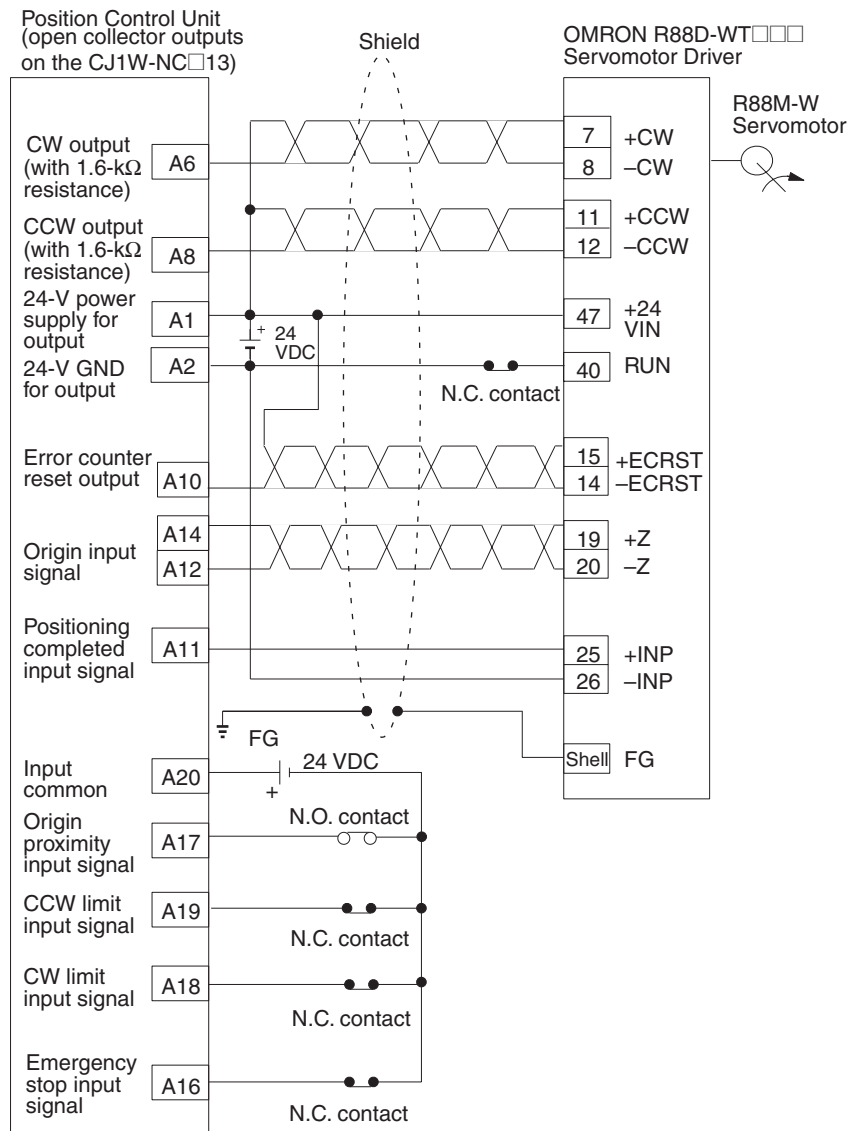 Position Control Unit
(open collector outputs
on the CJ1W-NC□13)
Shield
OMRON R88D-WT□□□
Servomotor Driver
R88M-W
Servomotor
CW output
(with 1.6-kΩ
resistance)
A6
7
+CW
8
–CW
CCW output
(with 1.6-kΩ
resistance)
A8
11
+CCW
12
–CCW
24-V power
supply for
output
A1
+ 24
VDC
47
+24
VIN
24-V GND
for output
A2
N.C. contact
40
RUN
Error counter
reset output
A10
15
+ECRST
14
–ECRST
Origin input
signal
A14
A12
19
+Z
20
–Z
Positioning
completed
input signal
A11
25
+INP
26
–INP
FG
Shell
FG
Input
common
A20
24 VDC
+
Origin
proximity
input signal
A17
N.O. contact
CCW limit
input signal
A19
N.C. contact
CW limit
input signal
A18
N.C. contact
Emergency
stop input
signal
A16
N.C. contact